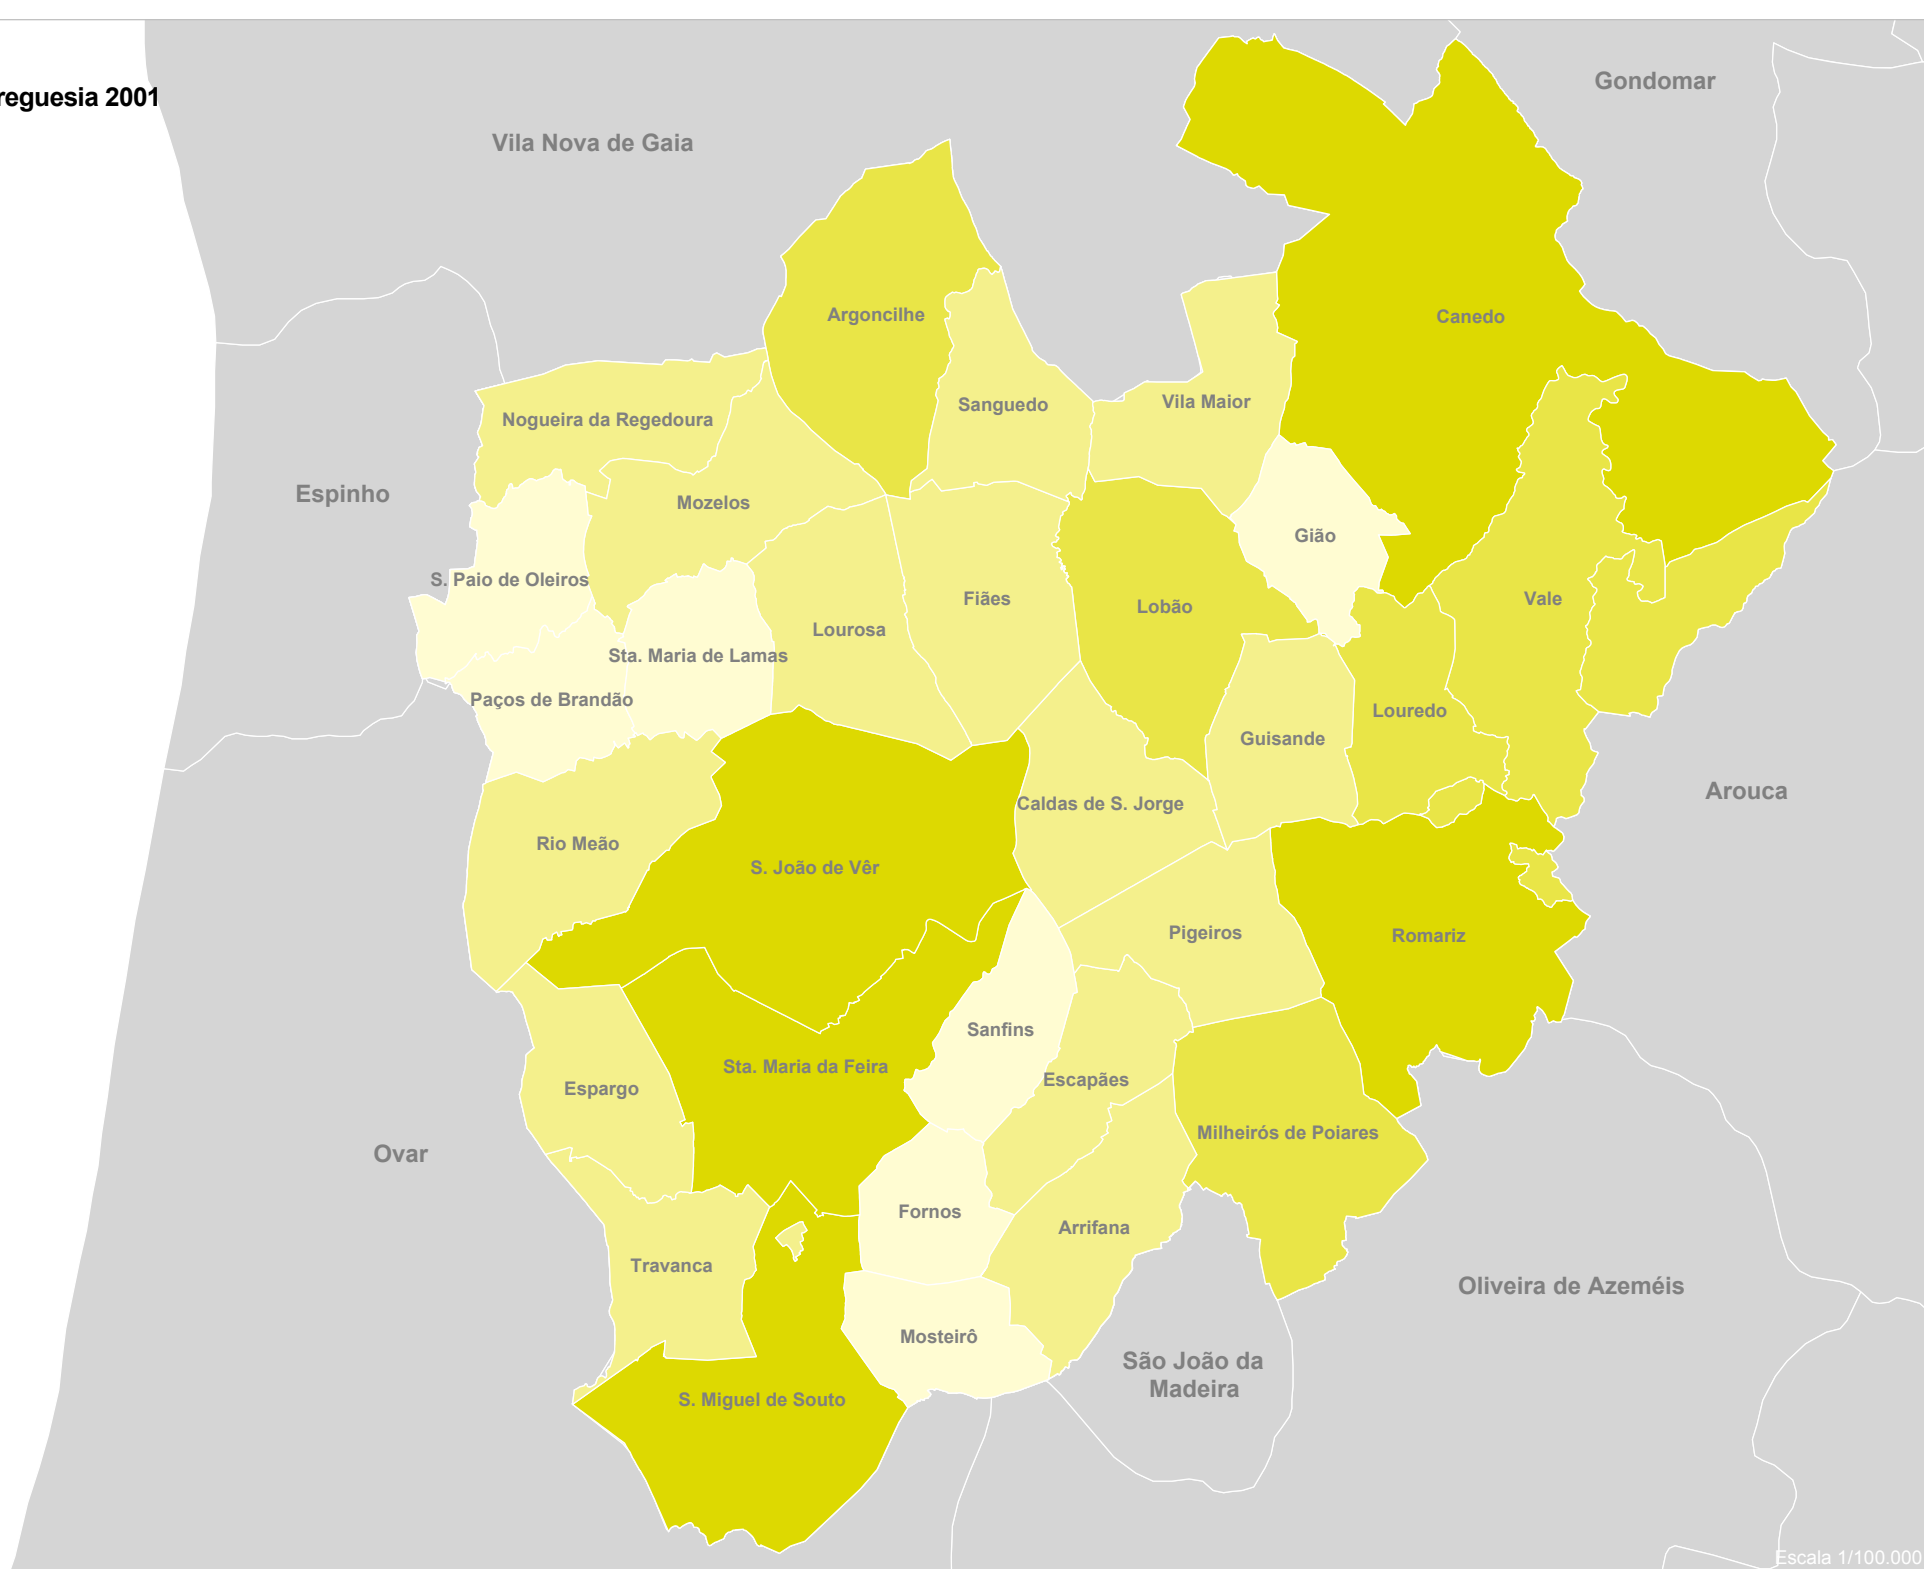 Gondomar
reguesia 2001
Vila Nova de Gaia
Argoncilhe
Canedo
Sanguedo
Vila Maior
Nogueira da Regedoura
Espinho
Mozelos
Gião
S. Paio de Oleiros
Fiães
Lobão
Vale
Lourosa
Sta. Maria de Lamas
Paços de Brandão
Louredo
Guisande
Arouca
Caldas de S. Jorge
Rio Meão
S. João de Vêr
Pigeiros
Romariz
Sanfins
Sta. Maria da Feira
Escapães
Espargo
Milheirós de Poiares
Ovar
Fornos
Arrifana
Travanca
Oliveira de Azeméis
Mosteirô
São João da
Madeira
S. Miguel de Souto
Escala 1/100.000